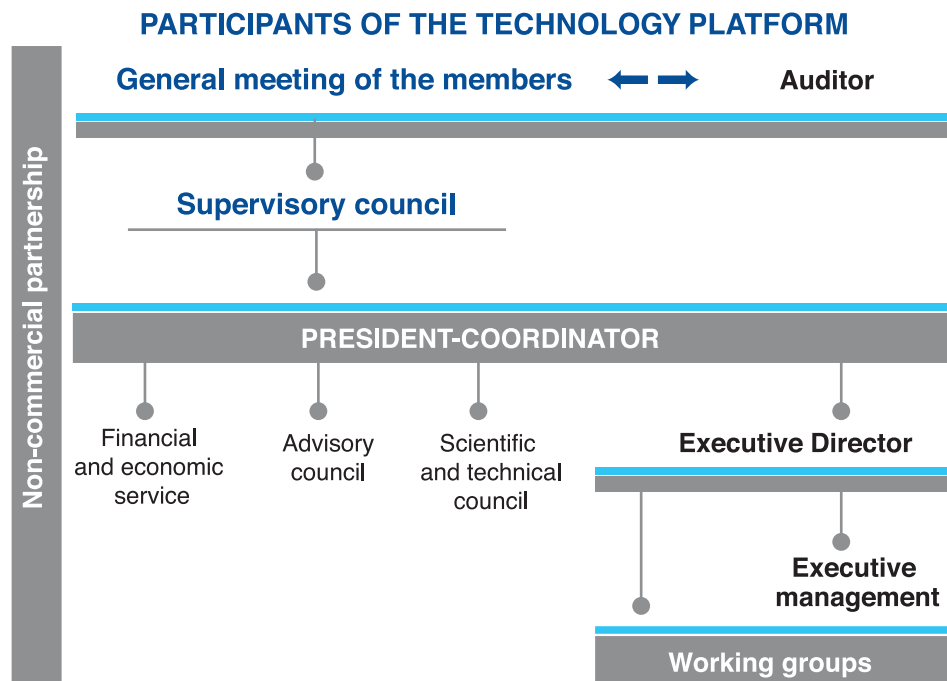 PARTICIPANTS OF THE TECHNOLOGY PLATFORM
Non-commercial partnership
General meeting of the members
Auditor
Supervisory council
PRESIDENT-COORDINATOR
Financial
and economic
service
Advisory
council
Scientific
and technical
council
Executive Director
Executive
management
Working groups